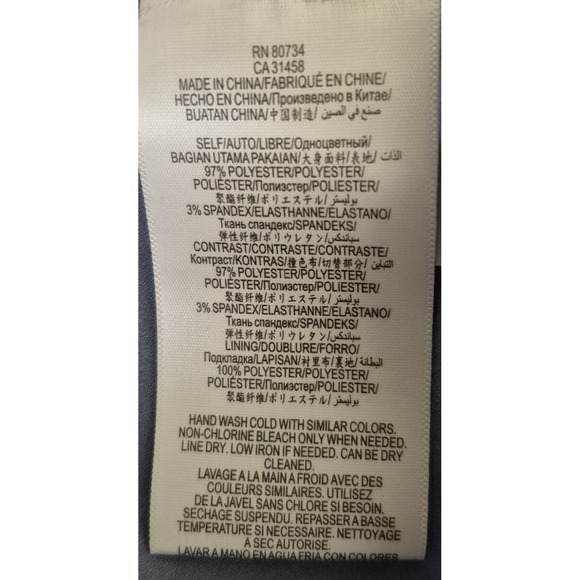 RN 80734
CA 31458
MADE IN CHINA/FABRIQUÉ EN CHINE/
HECHO EN CHINA/Произведено в Китае/
BUATAN CHINA/中国制造/صنع في الصين
SELF/AUTO/LIBRE/Одноцветный/
BAGIAN UTAMA PAKAIAN/大身面料/表地/الذات
97% POLYESTER/POLYESTER/
POLIÉSTER/Полиэстер/POLIESTER/
聚酯纤维/ポリエステル/بوليستر
3% SPANDEX/ELASTHANNE/ELASTANO/
Ткань спандекс/SPANDEKS/
弹性纤维/ポリウレタン/سباندكس
CONTRAST/CONTRASTE/CONTRASTE/
Контраст/KONTRAS/撞色布/切替部分/التباين
97% POLYESTER/POLYESTER/
POLIÉSTER/Полиэстер/POLIESTER/
聚酯纤维/ポリエステル/بوليستر
3% SPANDEX/ELASTHANNE/ELASTANO/
Ткань спандекс/SPANDEKS/
弹性纤维/ポリウレタン/سباندكس
LINING/DOUBLURE/FORRO/
Подкладка/LAPISAN/衬里布/裏地/البطانة
100% POLYESTER/POLYESTER/
POLIÉSTER/Полиэстер/POLIESTER/
聚酯纤维/ポリエステル/بوليستر
HAND WASH COLD WITH SIMILAR COLORS.
NON-CHLORINE BLEACH ONLY WHEN NEEDED.
LINE DRY. LOW IRON IF NEEDED. CAN BE DRY
CLEANED.
LAVAGE A LA MAIN A FROID AVEC DES
COULEURS SIMILAIRES. UTILISEZ
DE LA JAVEL SANS CHLORE SI BESOIN.
SECHAGE SUSPENDU. REPASSER A BASSE
TEMPERATURE SI NECESSAIRE. NETTOYAGE
A SEC AUTORISE.
LAVAR A MANO EN AGUA FRIA CON COLORES